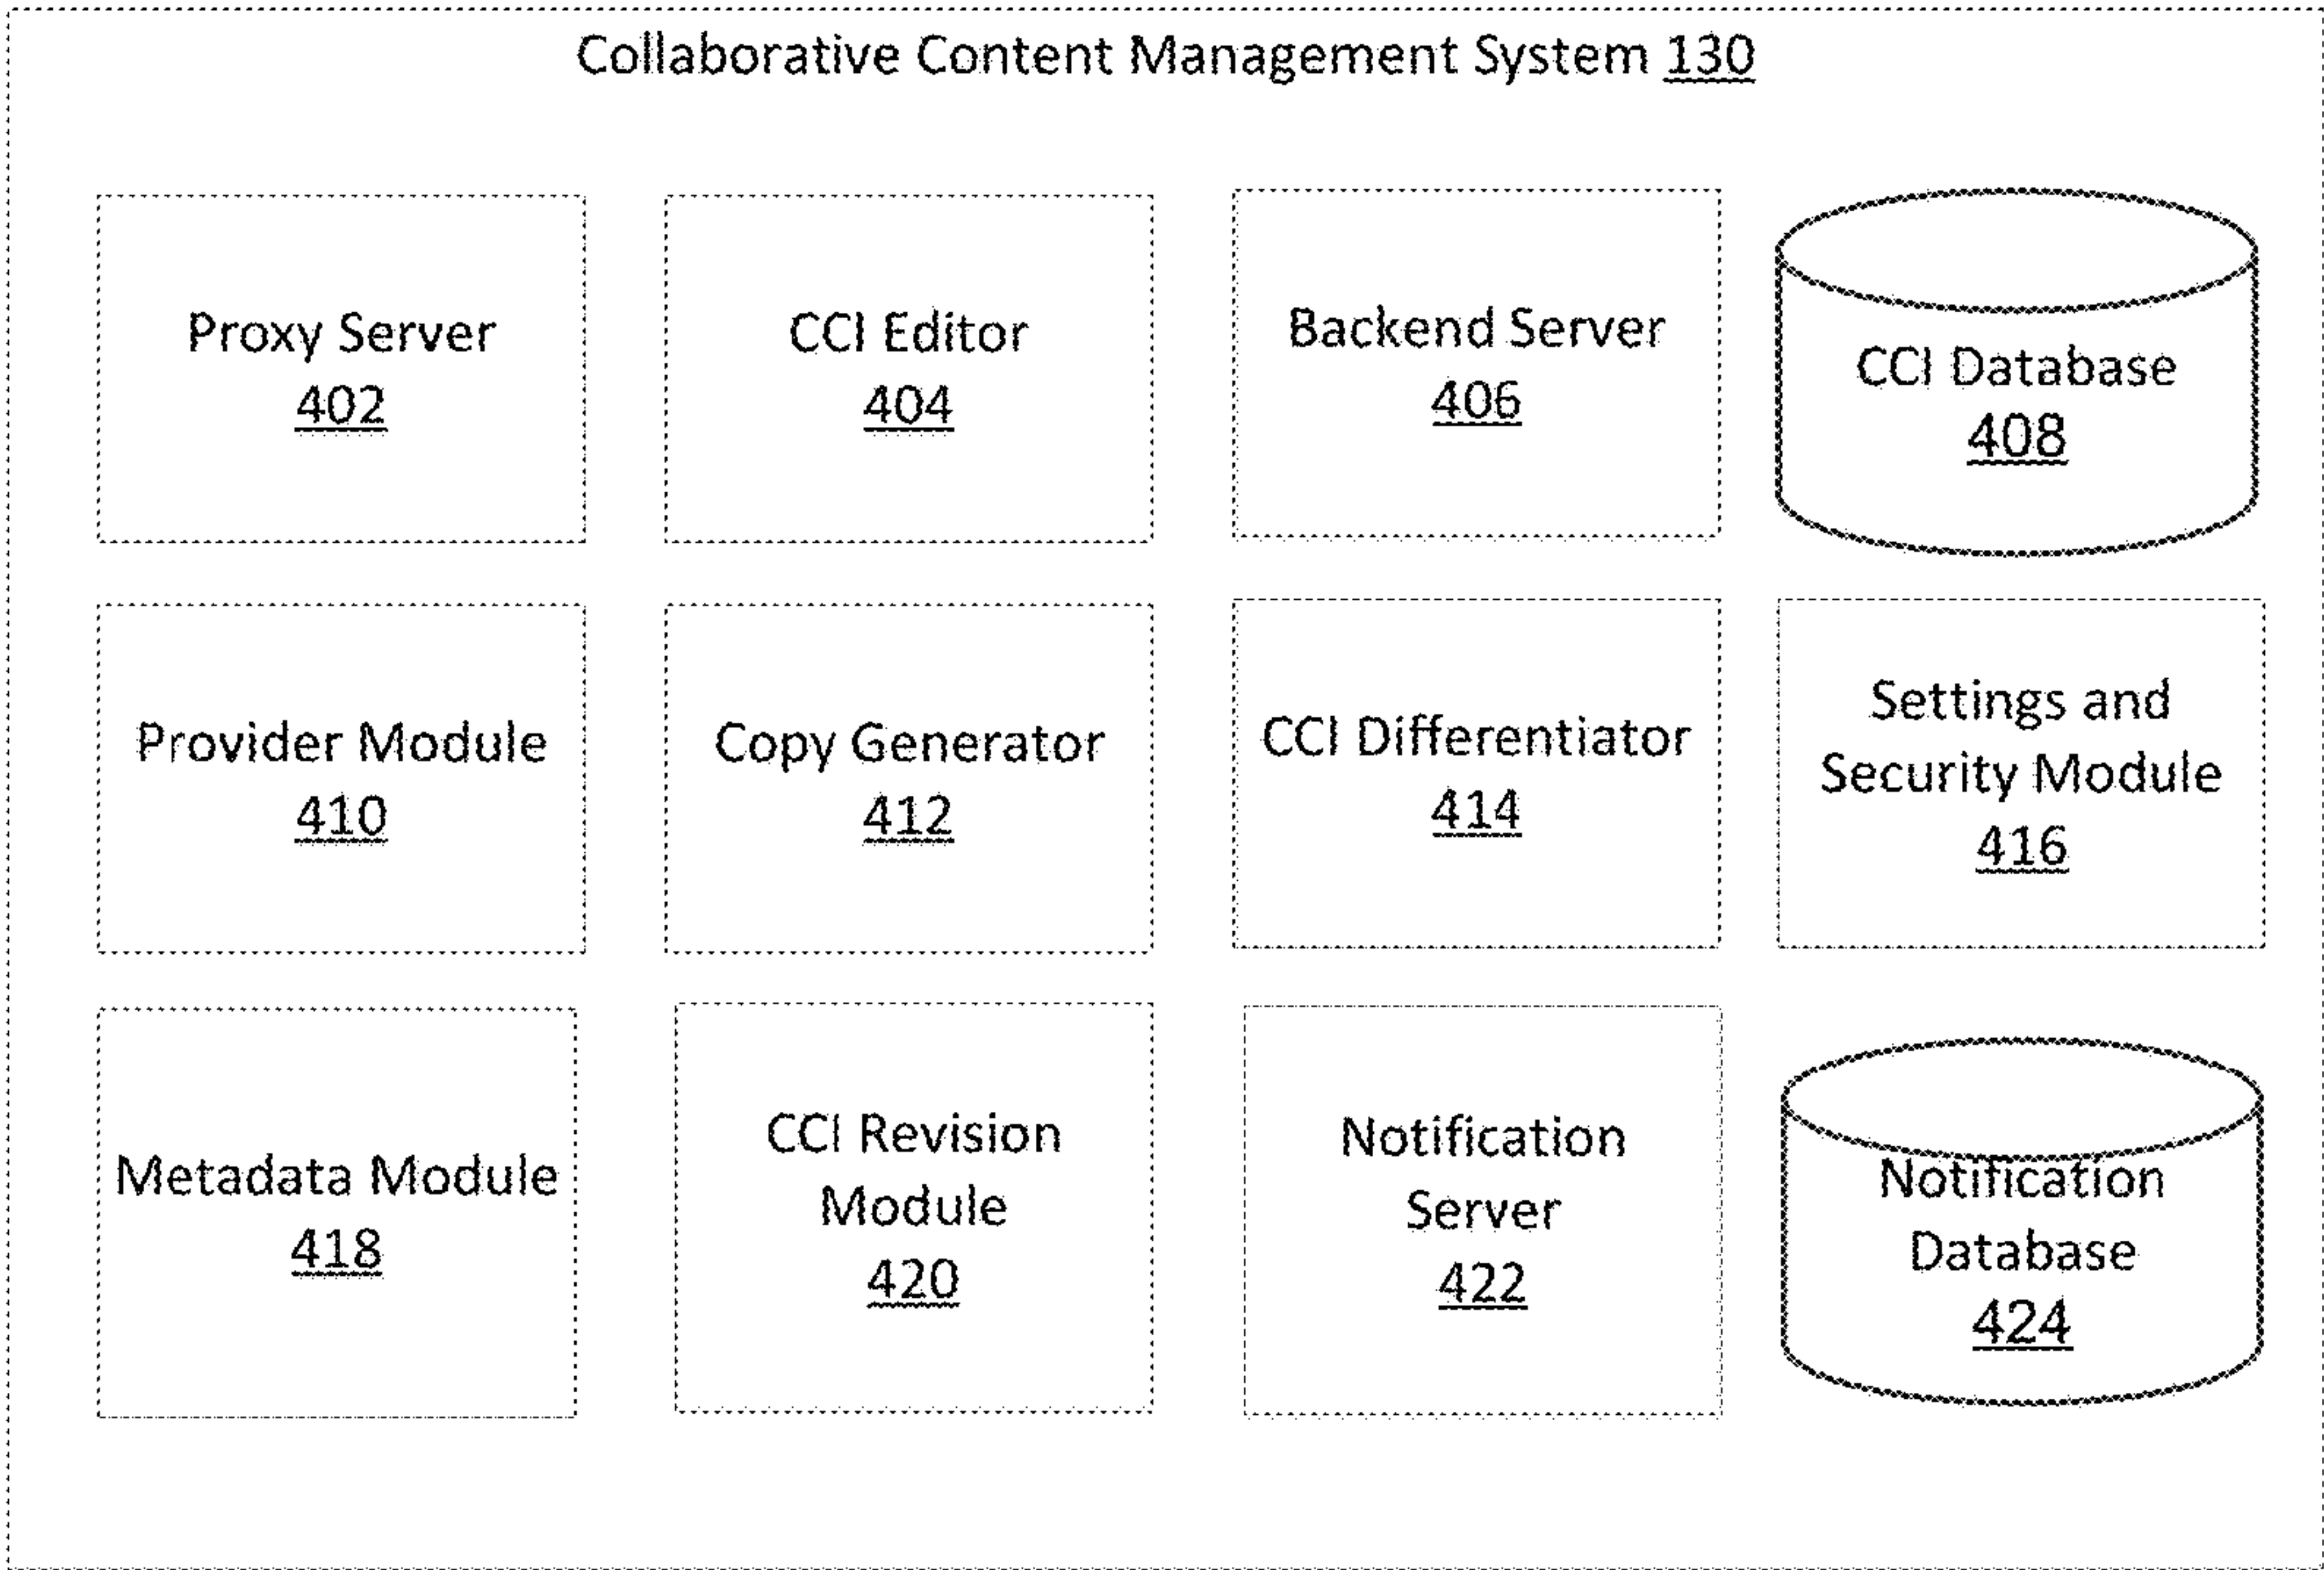 Collaborative Content Management System 130
Proxy Server
402
CCI Editor
404
Backend Server
406
CCI Database
408
Provider Module
410
Copy Generator
412
CCI Differentiator
414
Settings and
Security Module
416
Metadata Module
418
CCI Revision
Module
420
Notification
Server
422
Notification
Database
424